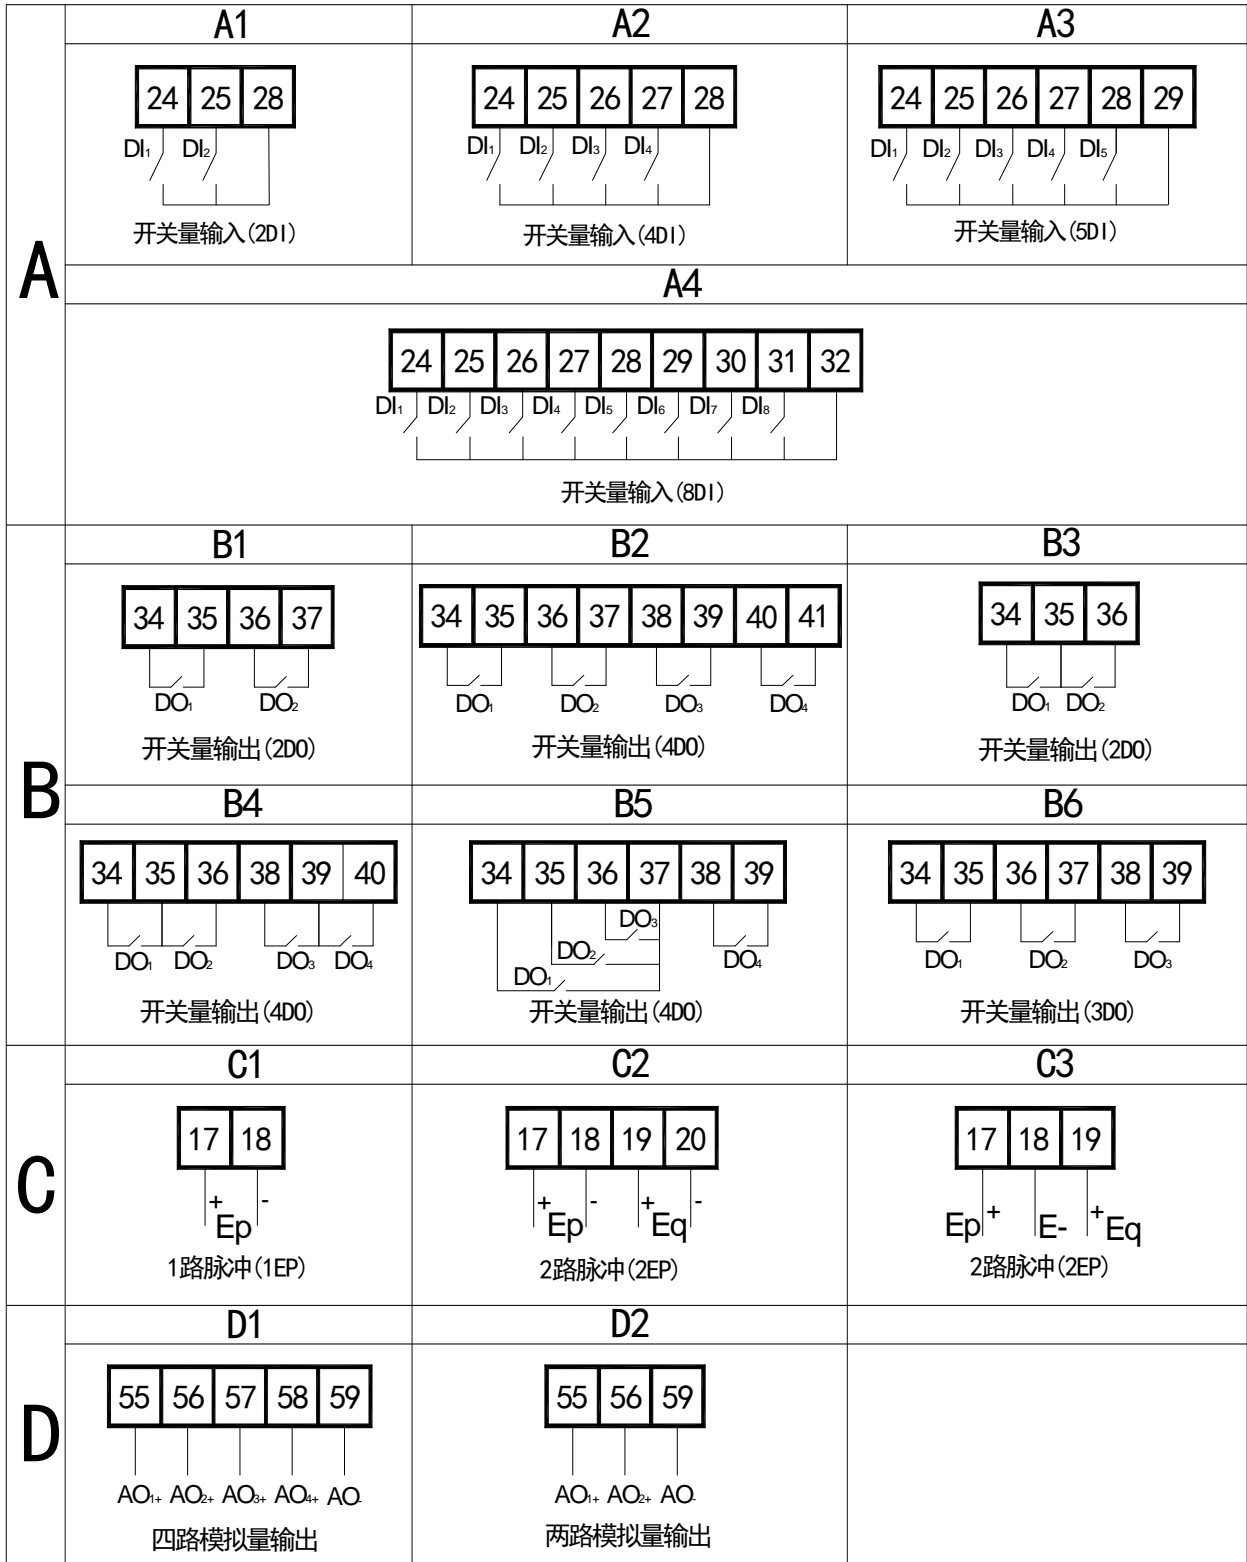 A
A1 A2 A3
24 25 28 24 25 26 27 28 24 25 26 27 28 29
DI₁ DI₂ DI₁ DI₂ DI₃ DI₄ DI₁ DI₂ DI₃ DI₄ DI₅
开关量输入(2DI) 开关量输入(4DI) 开关量输入(5DI)
A4
24 25 26 27 28 29 30 31 32
DI₁ DI₂ DI₃ DI₄ DI₅ DI₆ DI₇ DI₈
开关量输入(8DI)
B
B1 B2 B3
34 35 36 37 34 35 36 37 38 39 40 41 34 35 36
DO₁ DO₂ DO₁ DO₂ DO₃ DO₄ DO₁ DO₂
开关量输出(2DO) 开关量输出(4DO) 开关量输出(2DO)
B4 B5 B6
34 35 36 38 39 40 34 35 36 37 38 39 34 35 36 37 38 39
DO₁ DO₂ DO₃ DO₄ DO₃ DO₂ DO₁ DO₄ DO₁ DO₂ DO₃
开关量输出(4DO) 开关量输出(4DO) 开关量输出(3DO)
C
C1 C2 C3
17 18 17 18 19 20 17 18 19
+ Ep - + Ep - + Eq - Ep + E- + Eq
1路脉冲(1EP) 2路脉冲(2EP) 2路脉冲(2EP)
D
D1 D2
55 56 57 58 59 55 56 59
AO₁₊ AO₂₊ AO₃₊ AO₄₊ AO₋ AO₁₊ AO₂₊ AO₋
四路模拟量输出 两路模拟量输出